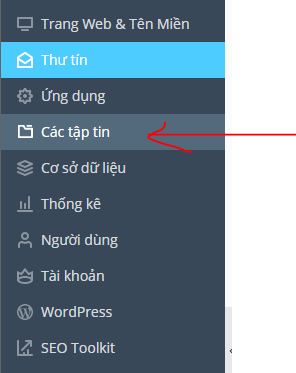 Trang Web & Tên Miền
Thư tín
Ứng dụng
Các tập tin
Cơ sở dữ liệu
Thống kê
Người dùng
Tài khoản
WordPress
SEO Toolkit